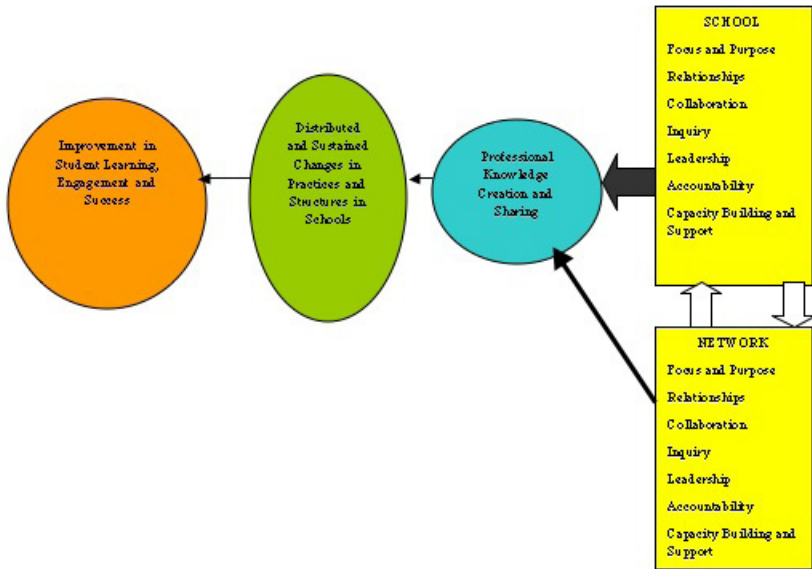 Improvement in
Student Learning,
Engagement and
Success
Distributed
and Sustained
Changes in
Practices and
Structures in
Schools
Professional
Knowledge
Creation and
Sharing
SCHOOL
Focus and Purpose
Relationships
Collaboration
Inquiry
Leadership
Accountability
Capacity Building and
Support
NETWORK
Focus and Purpose
Relationships
Collaboration
Inquiry
Leadership
Accountability
Capacity Building and
Support